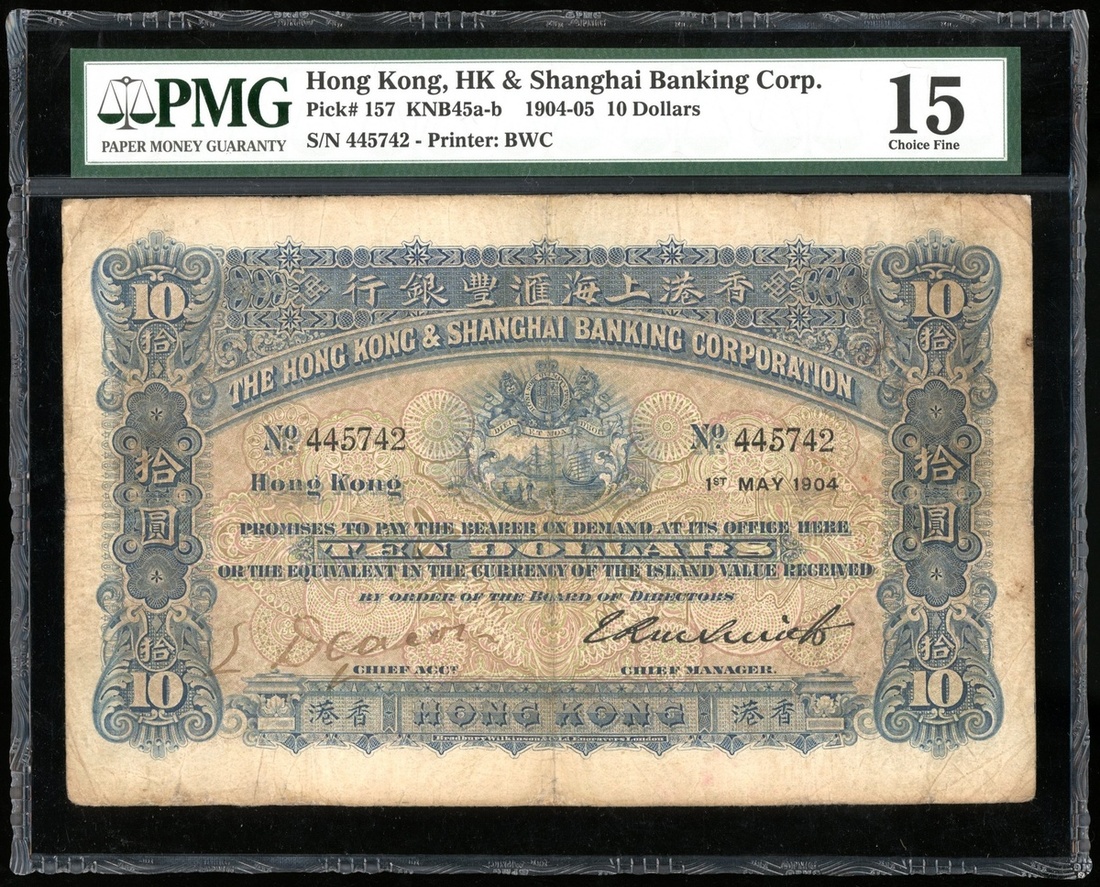 PMG
PAPER MONEY GUARANTY
Hong Kong, HK & Shanghai Banking Corp.
Pick# 157 KNB45a-b 1904-05 10 Dollars
S/N 445742 - Printer: BWC
15
Choice Fine
10
行銀豐滙海上港香
10
拾
THE HONG KONG & SHANGHAI BANKING CORPORATION
拾
No 445742
No 445742
拾圓
Hong Kong
1ST MAY 1904
拾圓
PROMISES TO PAY THE BEARER ON DEMAND AT ITS OFFICE HERE
TEN DOLLARS
OR THE EQUIVALENT IN THE CURRENCY OF THE ISLAND VALUE RECEIVED
BY ORDER OF THE BOARD OF DIRECTORS
拾
CHIEF ACCT
CHIEF MANAGER.
拾
10
港香
HONG KONG
港香
10